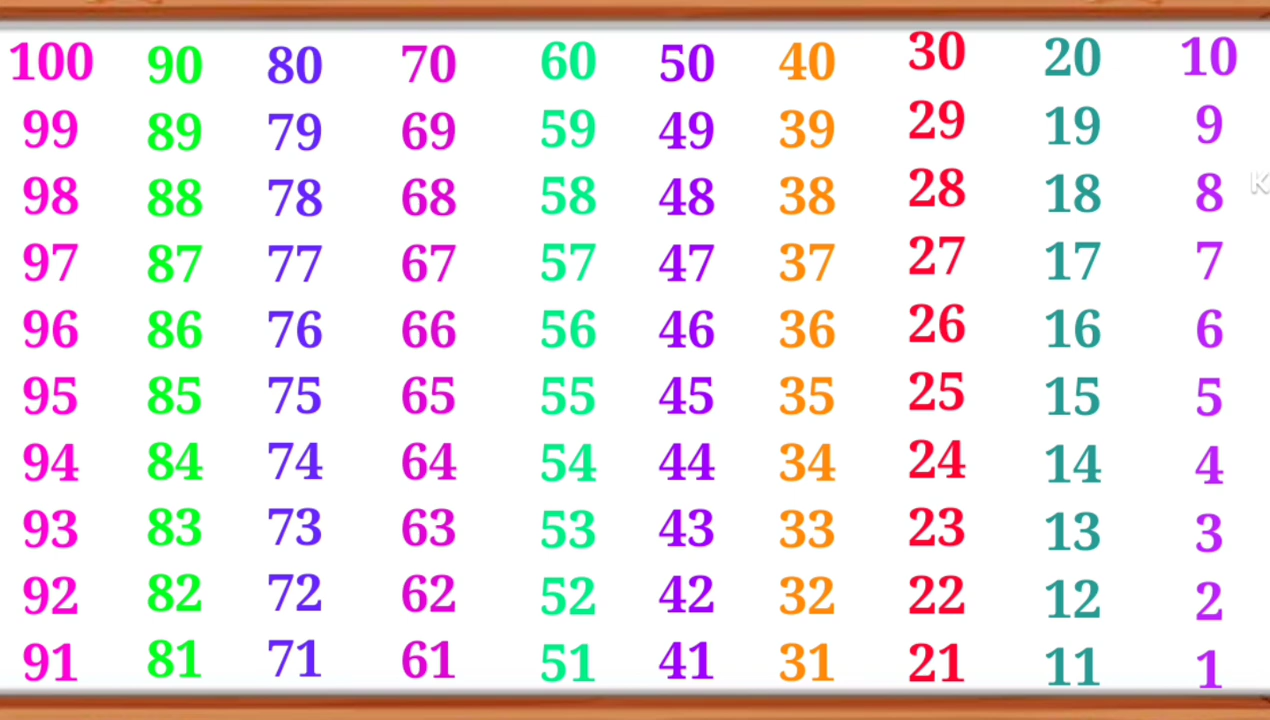 100 90 80 70 60 50 40 30 20 10
99 89 79 69 59 49 39 29 19 9
98 88 78 68 58 48 38 28 18 8 K
97 87 77 67 57 47 37 27 17 7
96 86 76 66 56 46 36 26 16 6
95 85 75 65 55 45 35 25 15 5
94 84 74 64 54 44 34 24 14 4
93 83 73 63 53 43 33 23 13 3
92 82 72 62 52 42 32 22 12 2
91 81 71 61 51 41 31 21 11 1